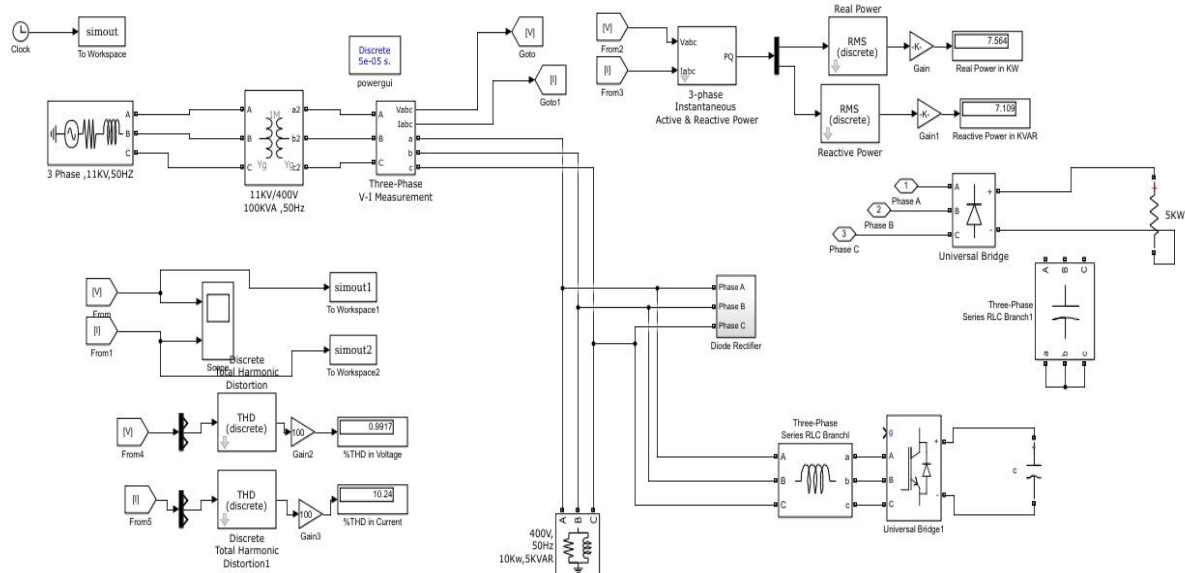 Clock
simout
To Workspace
Discrete
5e-05 s.
powergui
[V]
Goto
[I]
Goto1
A
B
C
3 Phase ,11KV,50HZ
A
B
C
1M
Yg
Yg
a2
b2
c2
11KV/400V
100KVA ,50Hz
A
B
C
Vabc
Iabc
a
b
c
Three-Phase
V-I Measurement
[V]
From2
[I]
From3
Vabc
Iabc
PQ
3-phase
Instantaneous
Active & Reactive Power
Real Power
RMS
(discrete)
-K-
Gain
7.564
Real Power in KW
RMS
(discrete)
Reactive Power
-K-
Gain1
7.109
Reactive Power in KVAR
1
Phase A
2
Phase B
3
Phase C
A
B
C
+
-
Universal Bridge
+
5KW
A B C
Three-Phase
Series RLC Branch1
a b c
[V]
From
[I]
From1
Scope
simout1
To Workspace1
simout2
To Workspace2
Discrete
Total Harmonic
Distortion
[V]
From4
THD
(discrete)
100
Gain2
0.9917
%THD in Voltage
[I]
From5
THD
(discrete)
100
Gain3
10.24
%THD in Current
Discrete
Total Harmonic
Distortion1
Phase A
Phase B
Phase C
Diode Rectifier
A B C
400V,
50Hz
10Kw,5KVAR
Three-Phase
Series RLC Branchl
A
B
C
a
b
c
g
A
B
C
+
-
Universal Bridge1
+
c